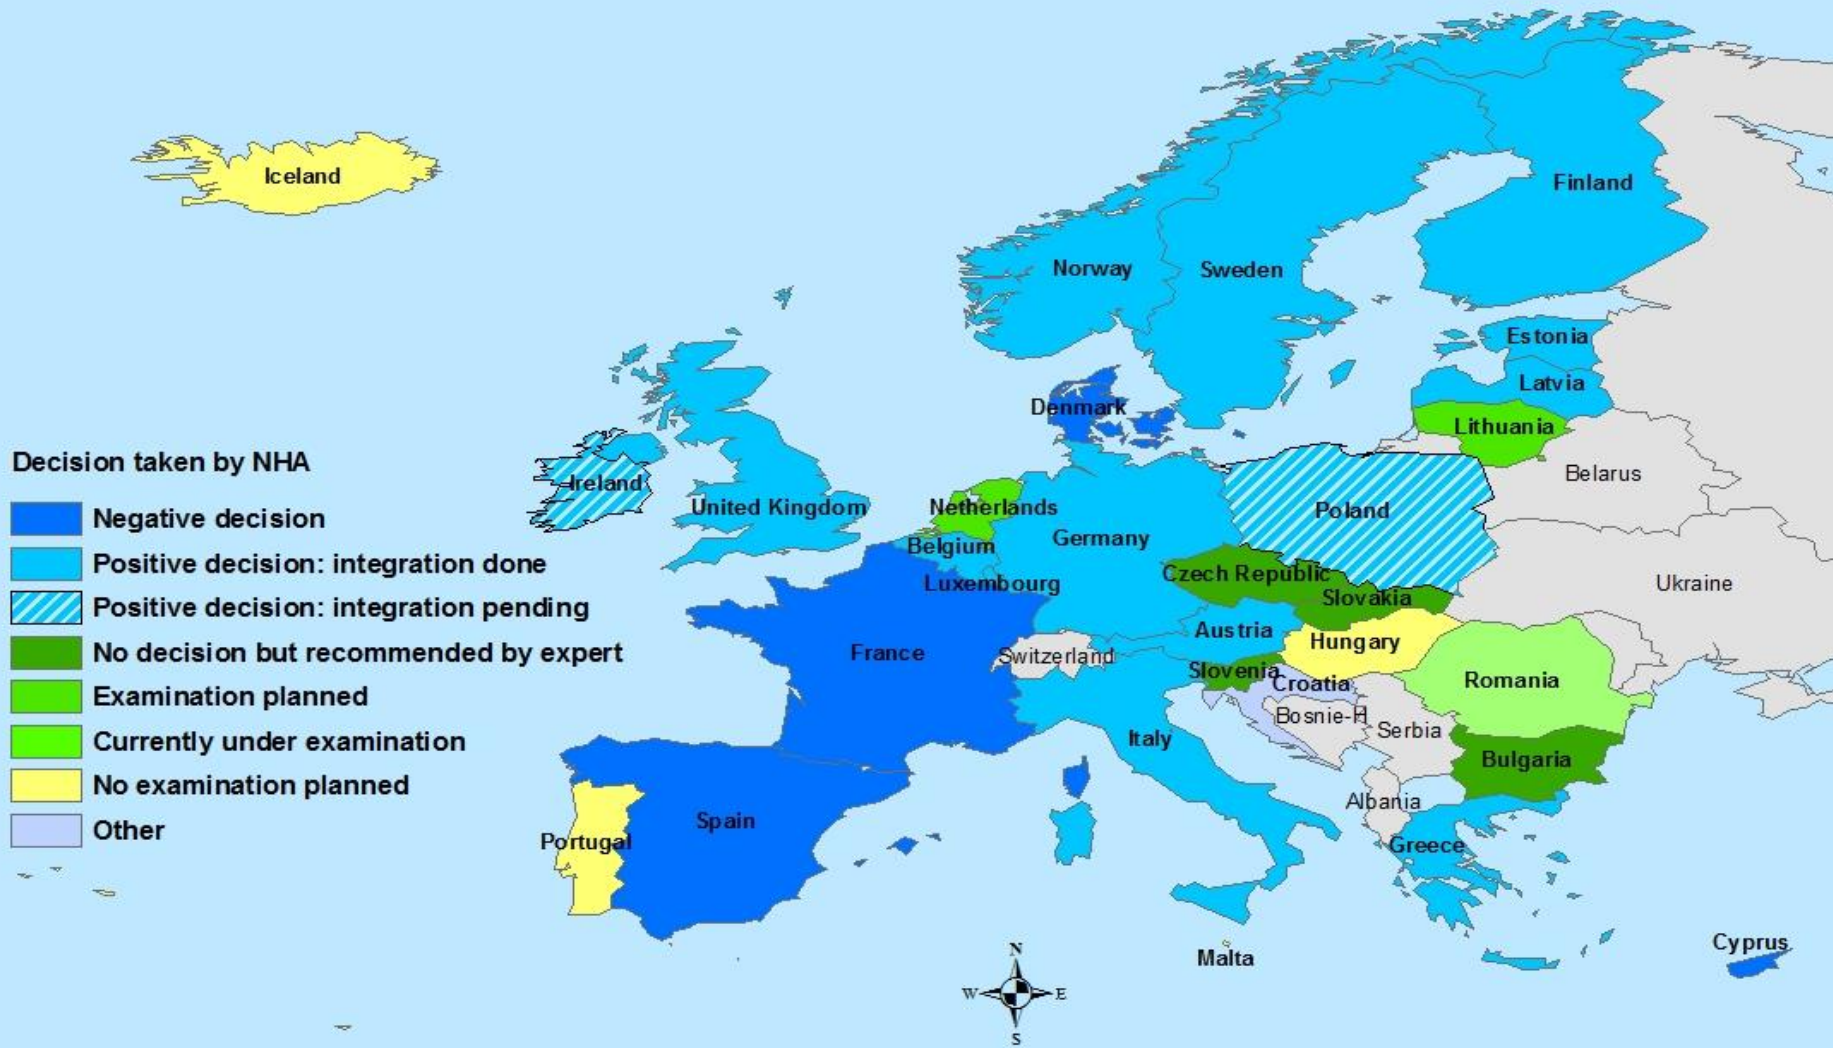 Iceland
Finland
Norway
Sweden
Estonia
Latvia
Denmark
Lithuania
Decision taken by NHA
Belarus
Ireland
United Kingdom
Netherlands
Poland
Negative decision
Germany
Belgium
Positive decision: integration done
Czech Republic
Luxembourg
Ukraine
Slovakia
Positive decision: integration pending
Austria
Hungary
No decision but recommended by expert
France
Switzerland
Slovenia
Croatia
Romania
Examination planned
Bosnie-H
Serbia
Currently under examination
Italy
Bulgaria
No examination planned
Albania
Spain
Other
Portugal
Greece
Cyprus
Malta
N
W
E
S